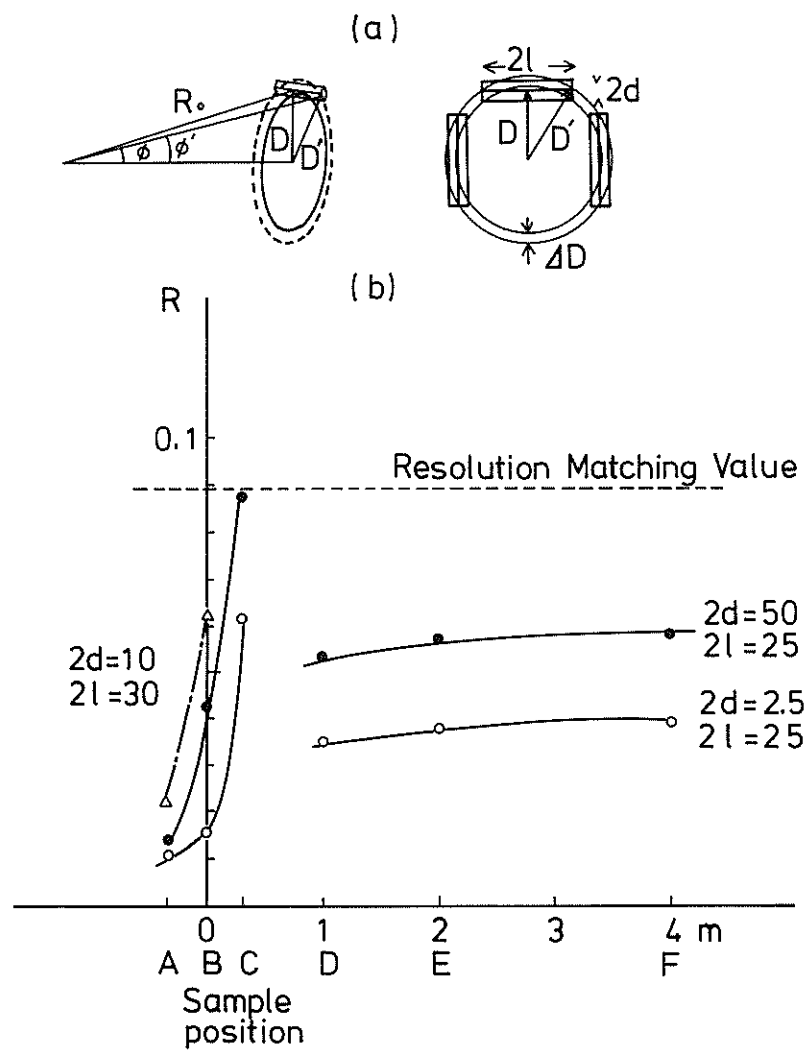 (a)
2l
2d
R₀
D
D'
ϕ
ϕ'
D
D'
ΔD
(b)
R
0.1
Resolution Matching Value
2d=10
2l=30
2d=50
2l=25
2d=2.5
2l=25
0 1 2 3 4 m
A B C D E F
Sample
position